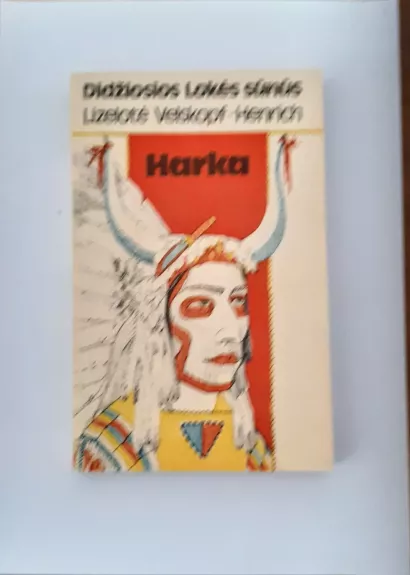 Didžiosios Lokės sūnūs
Lizelotė Velskopf-Henrich
Harka